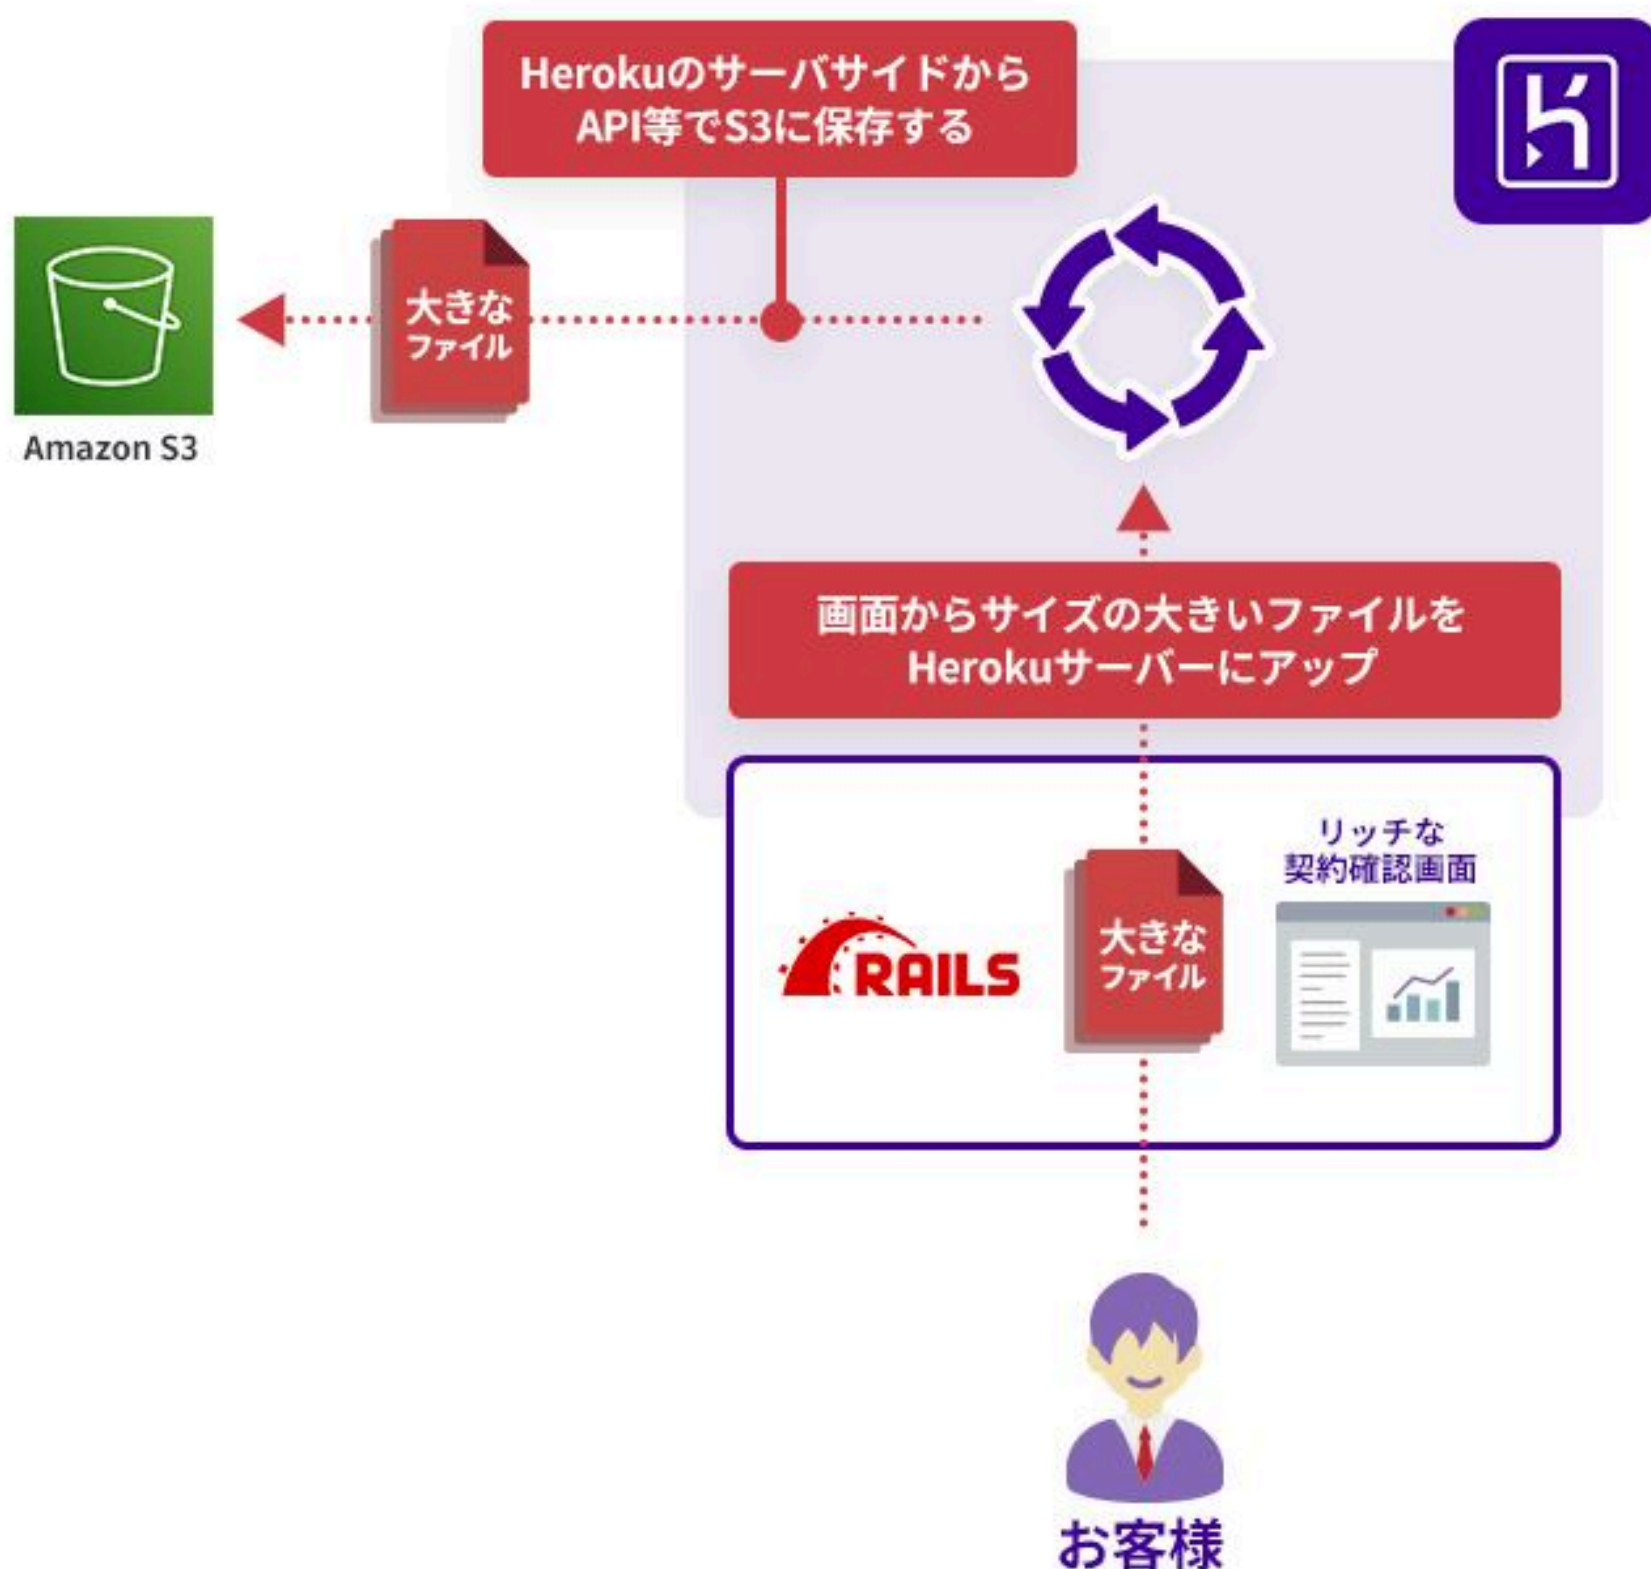 Herokuのサーバサイドから
API等でS3に保存する
大きな
ファイル
Amazon S3
画面からサイズの大きいファイルを
Herokuサーバーにアップ
リッチな
契約確認画面
RAILS
大きな
ファイル
お客様